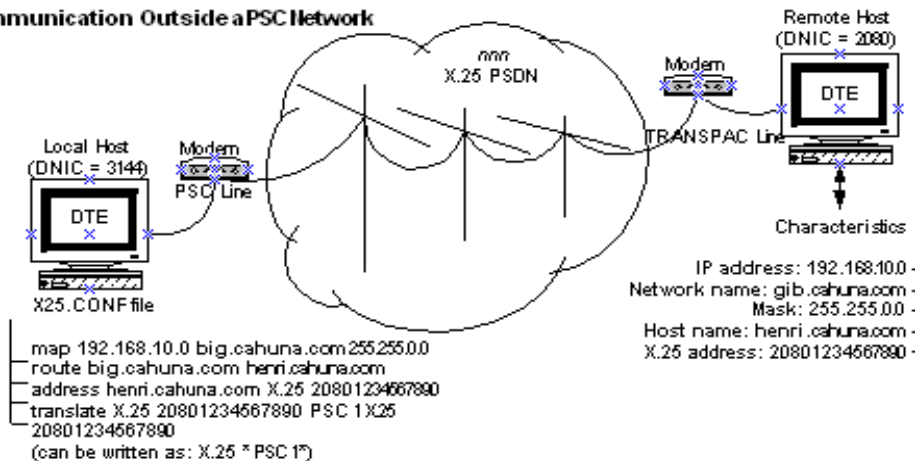 mmunication Outside a PSC Network
Remote Host
(DNIC = 2080)
nnn
X.25 PSDN
Modem
DTE
TRANSPAC Line
Local Host
(DNIC = 3144)
Modem
PSC Line
DTE
X25.CONF file
Characteristics
IP address: 192.168.10.0 -
Network name: gib.cahuna.com -
Mask: 255.255.0.0 -
Host name: henri.cahuna.com -
X.25 address: 20801234567890 -
map 192.168.10.0 big.cahuna.com 255.255.0.0
route big.cahuna.com henri.cahuna.com
address henri.cahuna.com X.25 20801234567890
translate X.25 20801234567890 PSC 1 X25
20801234567890
(can be written as: X.25 * PSC 1*)